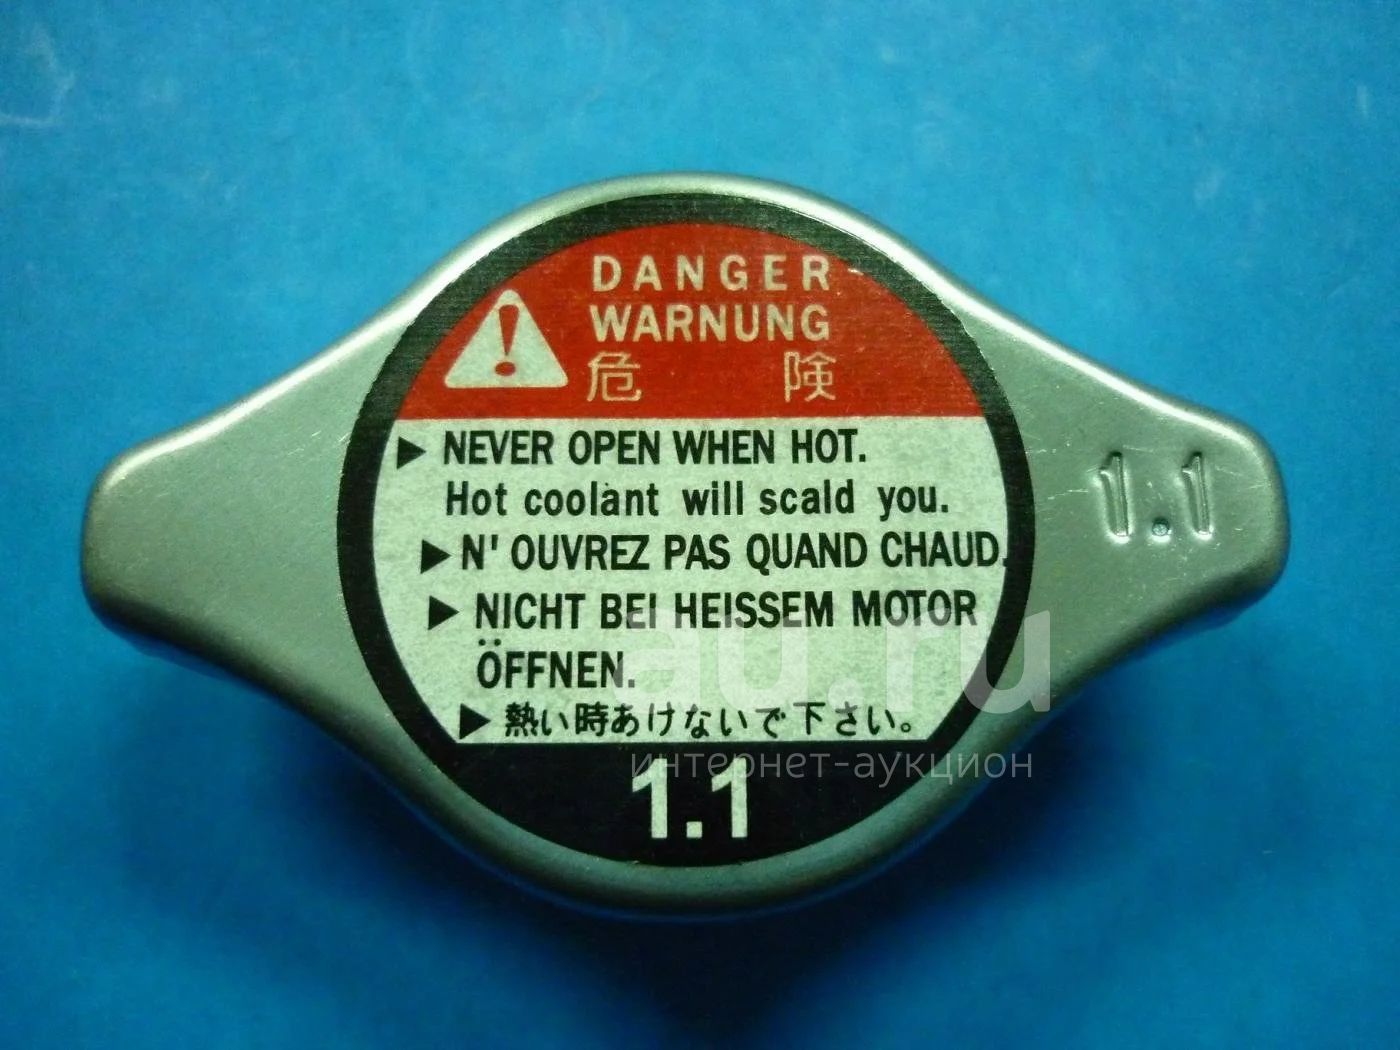 DANGER
WARNUNG
危 険
▶ NEVER OPEN WHEN HOT.
Hot coolant will scald you.
▶ N' OUVREZ PAS QUAND CHAUD.
▶ NICHT BEI HEISSEM MOTOR
ÖFFNEN.
▶ 熱い時あけないで下さい。
1.1
1.1
au.ru
интернет-аукцион